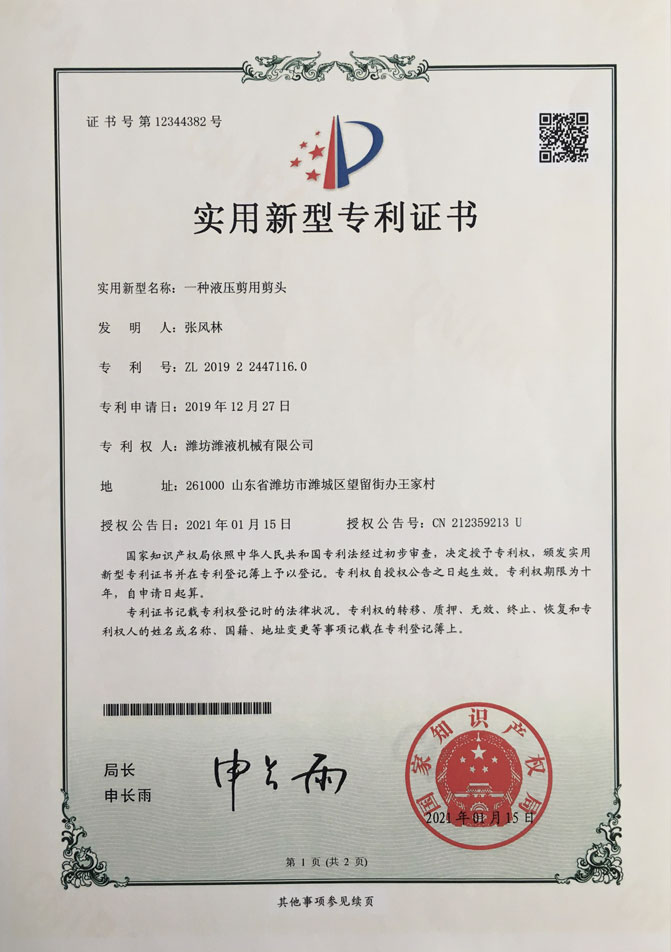 证书号第12344382号
实用新型专利证书
实用新型名称：一种液压剪用剪头
发明人：张风林
专利号：ZL 2019 2 2447116.0
专利申请日：2019年12月27日
专利权人：潍坊潍液机械有限公司
地址：261000 山东省潍坊市潍城区望留街办王家村
授权公告日：2021年01月15日 授权公告号：CN 212359213 U
国家知识产权局依照中华人民共和国专利法经过初步审查，决定授予专利权，颁发实用
新型专利证书并在专利登记簿上予以登记。专利权自授权公告之日起生效。专利权期限为十
年，自申请日起算。
专利证书记载专利权登记时的法律状况。专利权的转移、质押、无效、终止、恢复和专
利权人的姓名或名称、国籍、地址变更等事项记载在专利登记簿上。
局长
申长雨
申长雨
国家知识产权局
2021年01月15日
第 1 页 (共 2 页)
其他事项参见续页